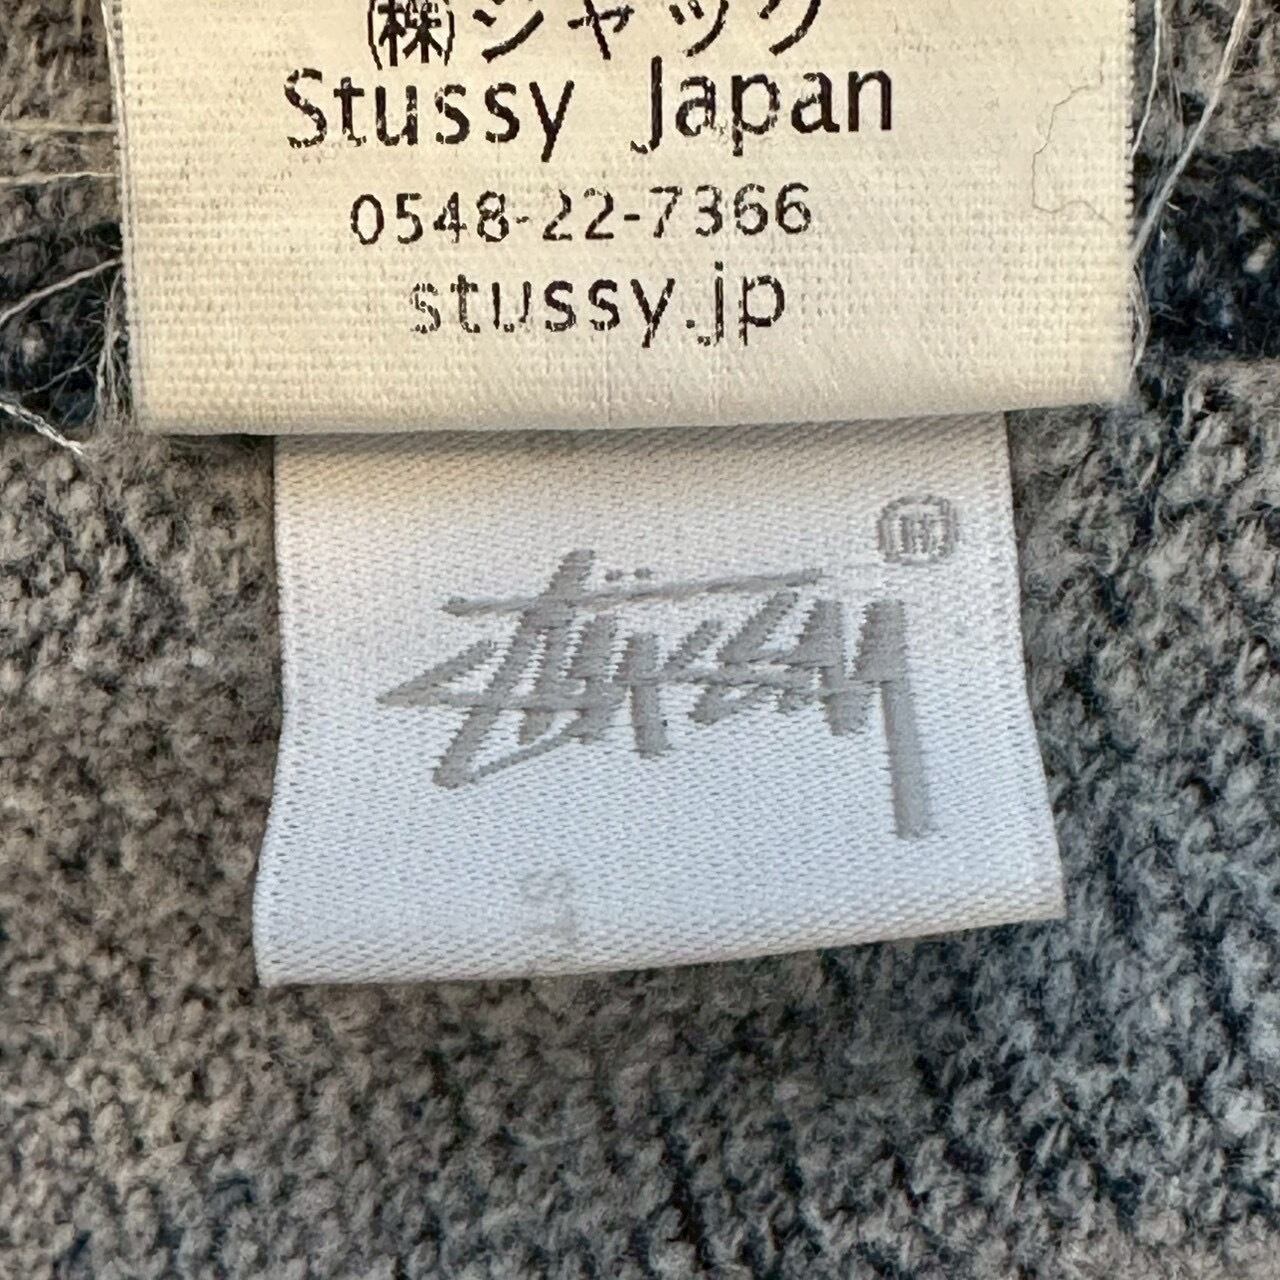 ㈱ジャック
Stussy Japan
0548-22-7366
stussy.jp
Stüssy
®